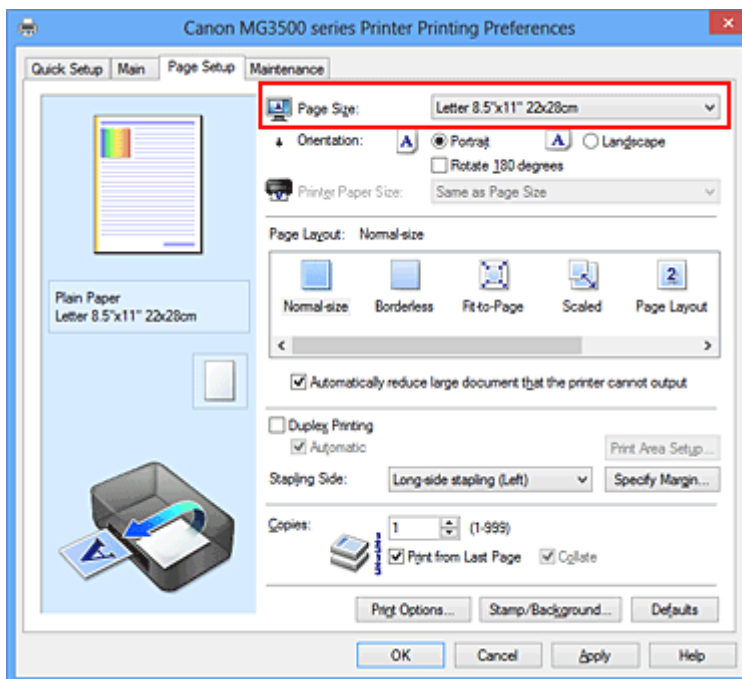 Canon MG3500 series Printer Printing Preferences
Quick Setup Main Page Setup Maintenance
Page Size: Letter 8.5"x11" 22x28cm
Orientation: A Portrait A Landscape
Rotate 180 degrees
Printer Paper Size: Same as Page Size
Page Layout: Normal-size
Normal-size Borderless Fit-to-Page Scaled Page Layout
Plain Paper
Letter 8.5"x11" 22x28cm
Automatically reduce large document that the printer cannot output
Duplex Printing
Automatic Print Area Setup...
Stapling Side: Long-side stapling (Left) Specify Margin...
Copies: 1 (1-999)
Print from Last Page Collate
Print Options... Stamp/Background... Defaults
OK Cancel Apply Help